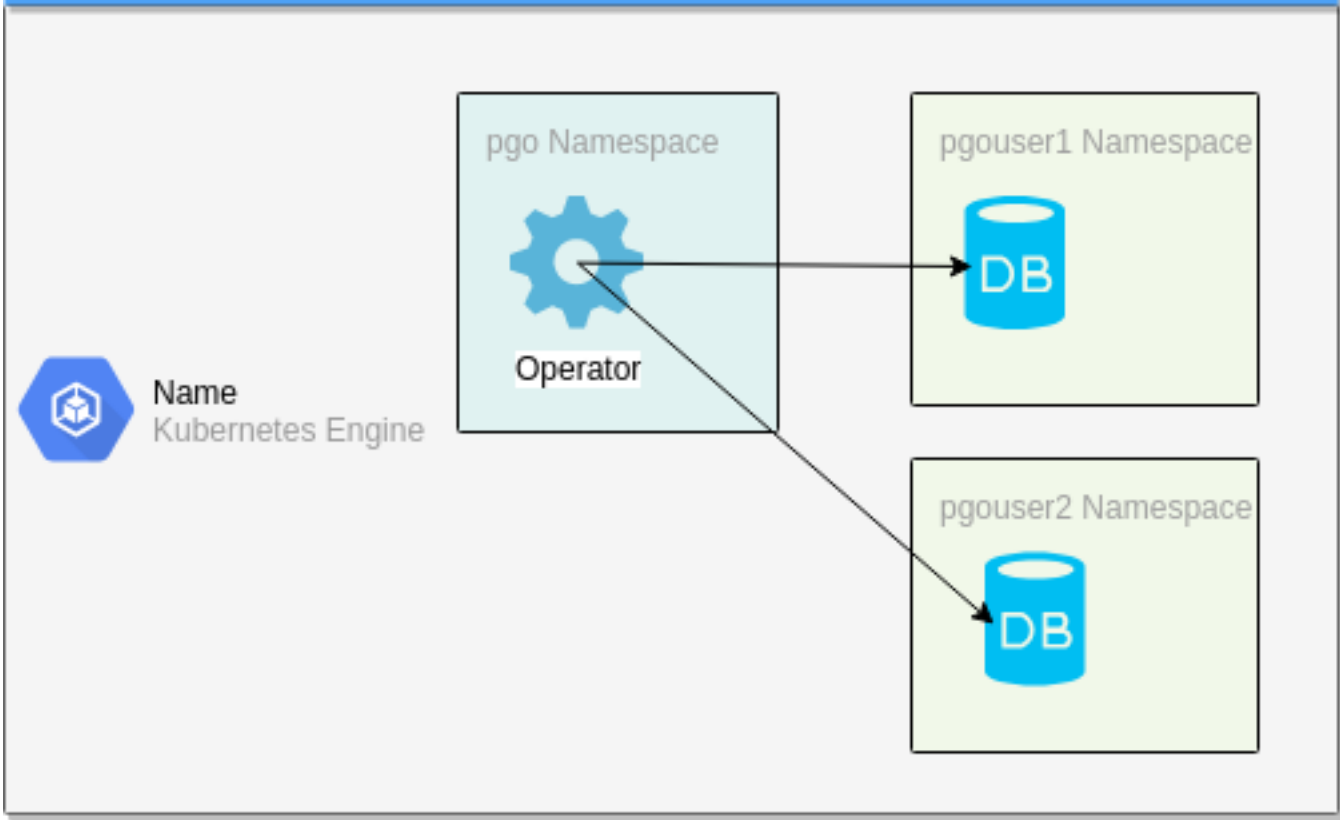 pgo Namespace
Operator
pgouser1 Namespace
DB
Name
Kubernetes Engine
pgouser2 Namespace
DB